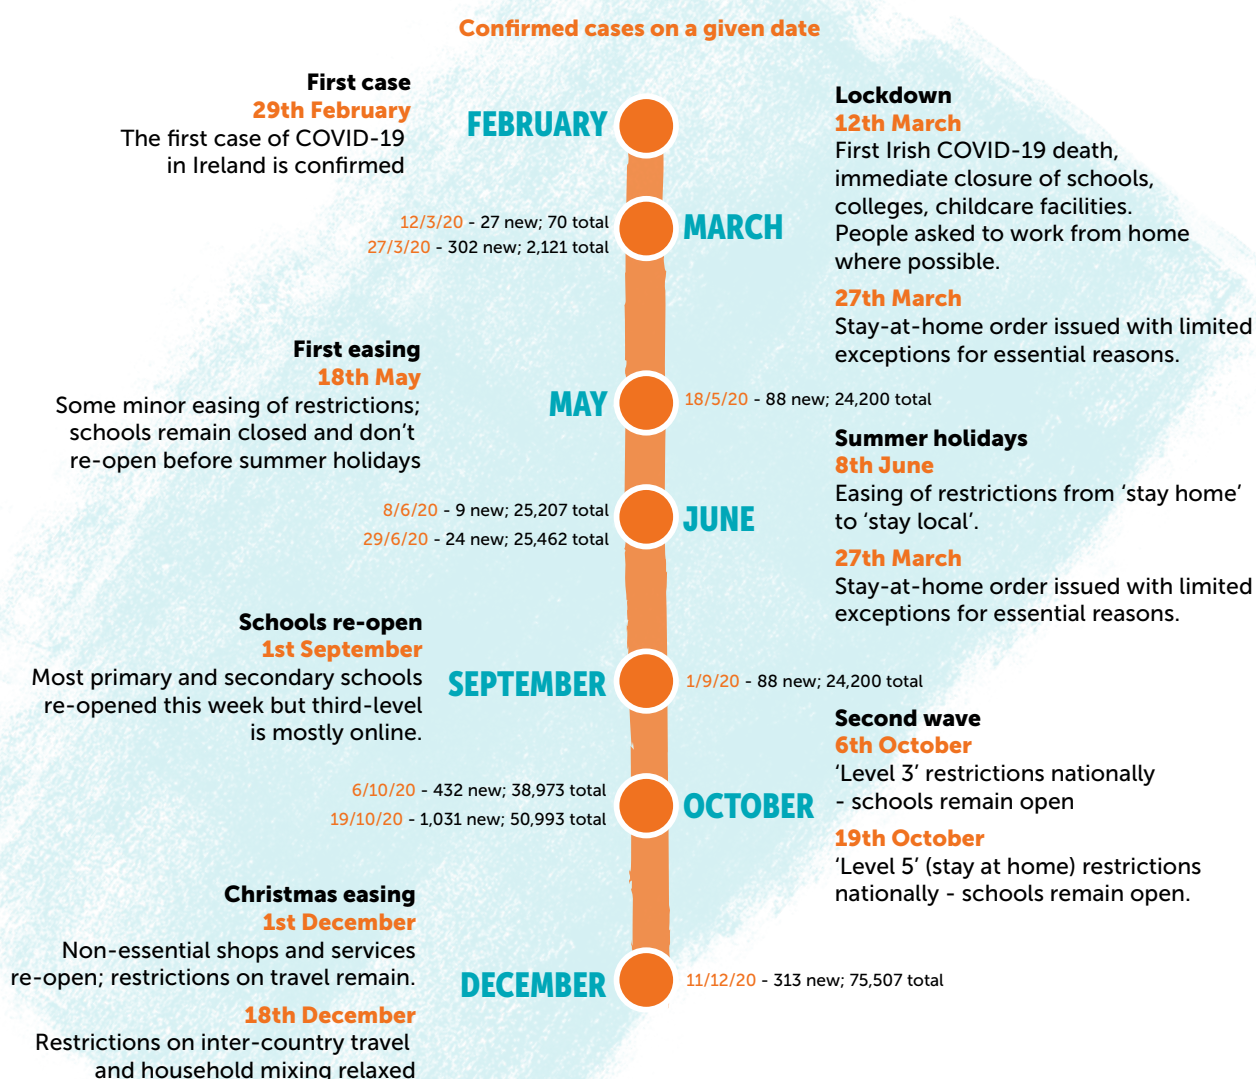 Confirmed cases on a given date
First case
29th February
The first case of COVID-19
in Ireland is confirmed
FEBRUARY
Lockdown
12th March
First Irish COVID-19 death,
immediate closure of schools,
colleges, childcare facilities.
People asked to work from home
where possible.
27th March
Stay-at-home order issued with limited
exceptions for essential reasons.
12/3/20 - 27 new; 70 total
27/3/20 - 302 new; 2,121 total
MARCH
First easing
18th May
Some minor easing of restrictions;
schools remain closed and don't
re-open before summer holidays
MAY
18/5/20 - 88 new; 24,200 total
Summer holidays
8th June
Easing of restrictions from ‘stay home’
to ‘stay local’.
27th March
Stay-at-home order issued with limited
exceptions for essential reasons.
8/6/20 - 9 new; 25,207 total
29/6/20 - 24 new; 25,462 total
JUNE
Schools re-open
1st September
Most primary and secondary schools
re-opened this week but third-level
is mostly online.
SEPTEMBER
1/9/20 - 88 new; 24,200 total
Second wave
6th October
‘Level 3’ restrictions nationally
- schools remain open
19th October
‘Level 5’ (stay at home) restrictions
nationally - schools remain open.
6/10/20 - 432 new; 38,973 total
19/10/20 - 1,031 new; 50,993 total
OCTOBER
Christmas easing
1st December
Non-essential shops and services
re-open; restrictions on travel remain.
18th December
Restrictions on inter-country travel
and household mixing relaxed
DECEMBER
11/12/20 - 313 new; 75,507 total